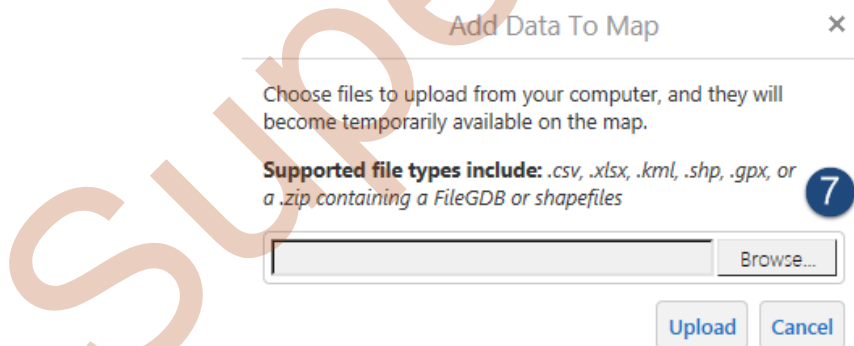 Add Data To Map ×
Choose files to upload from your computer, and they will
become temporarily available on the map.
Supported file types include: .csv, .xlsx, .kml, .shp, .gpx, or
a .zip containing a FileGDB or shapefiles
7
Browse...
Upload Cancel
Supe